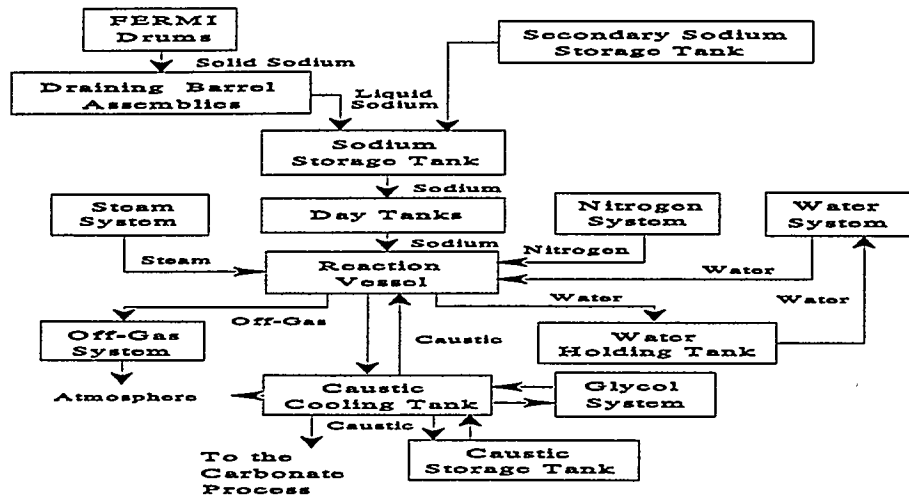 FERMI
Drums
Solid Sodium
Secondary Sodium
Storage Tank
Draining Barrel
Assemblies
Liquid
Sodium
Sodium
Storage Tank
Sodium
Steam
System
Day Tanks
Nitrogen
System
Water
System
Sodium
Nitrogen
Steam
Reaction
Vessel
Water
Water
Water
Off-Gas
Off-Gas
System
Caustic
Water
Holding Tank
Atmosphere
Caustic
Cooling Tank
Glycol
System
Caustic
To the
Carbonate
Process
Caustic
Storage Tank